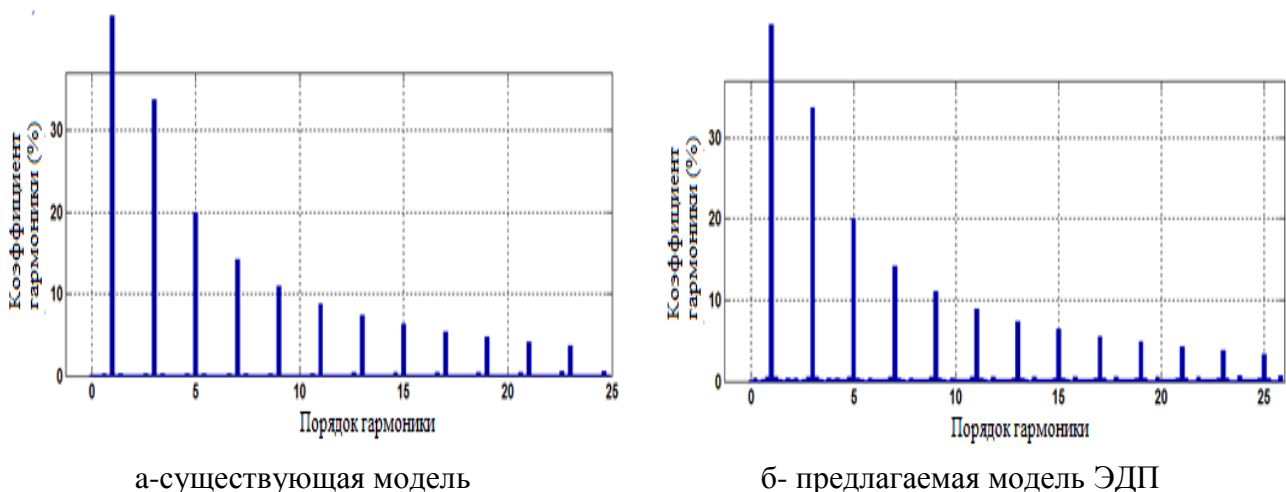 Коэффициент
гармоники (%)
30
20
10
0
0 5 10 15 20 25
Порядок гармоники
а-существующая модель
Коэффициент
гармоники (%)
30
20
10
0
0 5 10 15 20 25
Порядок гармоники
б- предлагаемая модель ЭДП